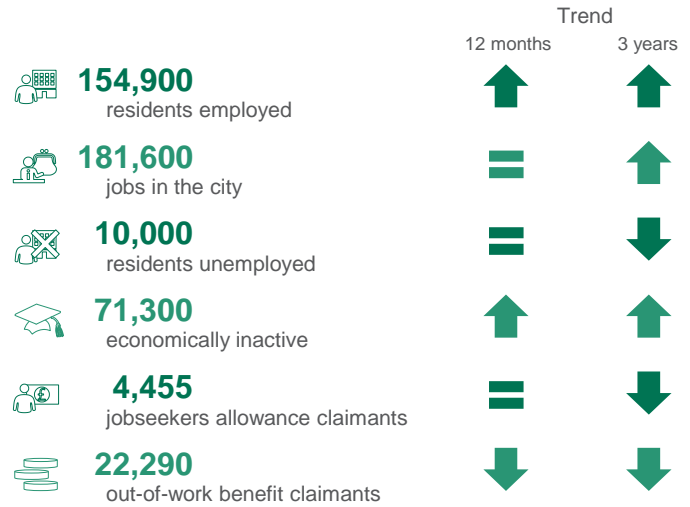 Trend
12 months 3 years
154,900
residents employed
181,600
jobs in the city
10,000
residents unemployed
71,300
economically inactive
4,455
jobseekers allowance claimants
22,290
out-of-work benefit claimants